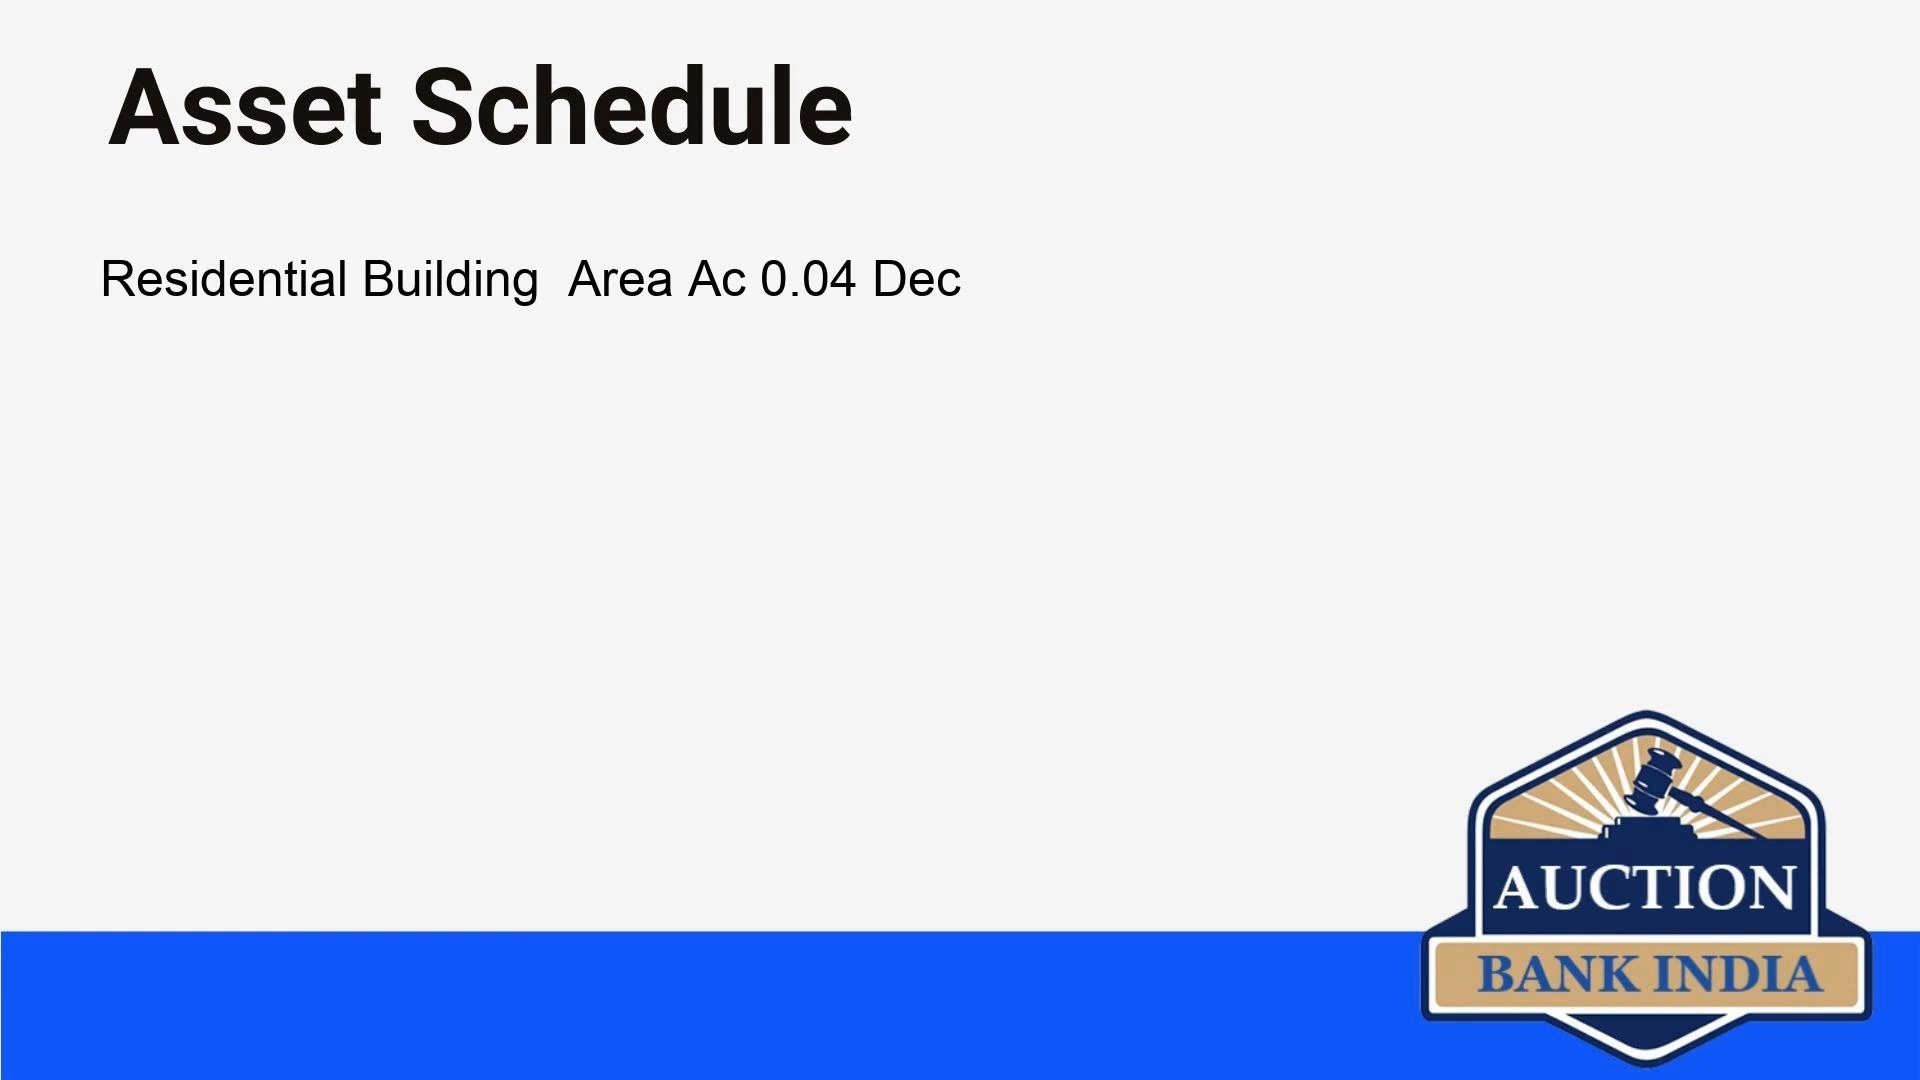 Asset Schedule
Residential Building  Area Ac 0.04 Dec
AUCTION
BANK INDIA